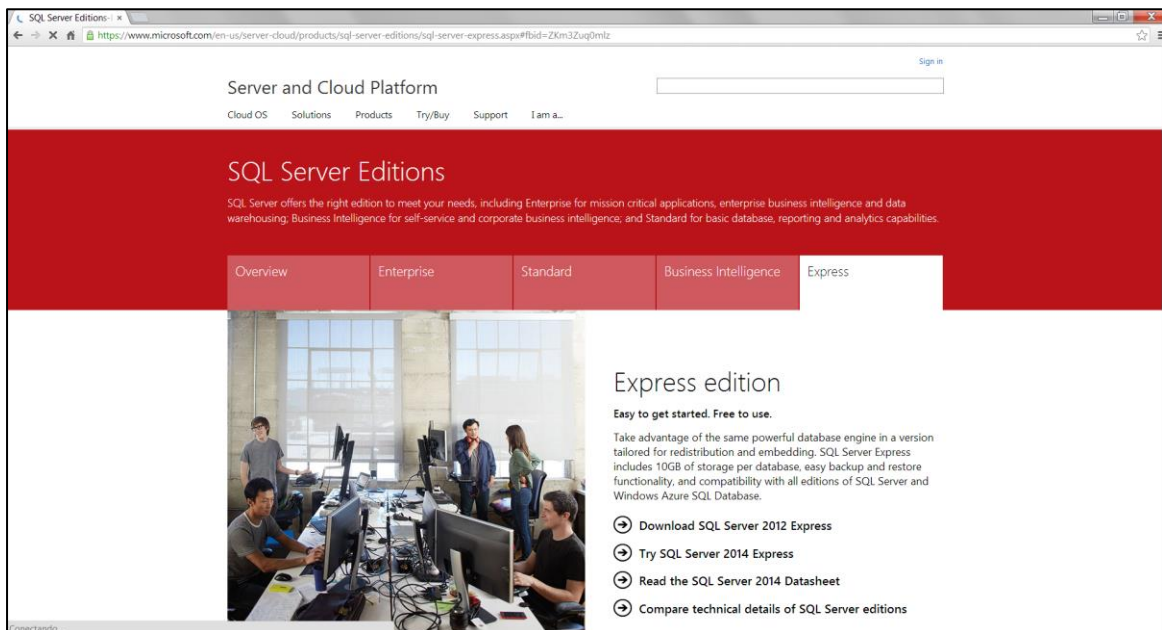 SQL Server Editions-
https://www.microsoft.com/en-us/server-cloud/products/sql-server-editions/sql-server-express.aspx#fbid=ZKm3Zuq0mlz
Sign in
Server and Cloud Platform
Cloud OS Solutions Products Try/Buy Support I am a...
SQL Server Editions
SQL Server offers the right edition to meet your needs, including Enterprise for mission critical applications, enterprise business intelligence and data
warehousing; Business Intelligence for self-service and corporate business intelligence; and Standard for basic database, reporting and analytics capabilities.
Overview Enterprise Standard Business Intelligence Express
Express edition
Easy to get started. Free to use.
Take advantage of the same powerful database engine in a version
tailored for redistribution and embedding. SQL Server Express
includes 10GB of storage per database, easy backup and restore
functionality, and compatibility with all editions of SQL Server and
Windows Azure SQL Database.
Download SQL Server 2012 Express
Try SQL Server 2014 Express
Read the SQL Server 2014 Datasheet
Compare technical details of SQL Server editions
Conectando